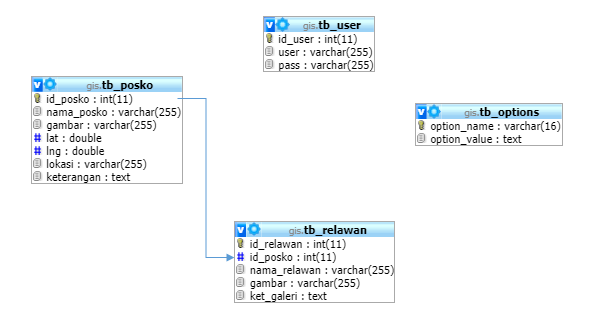 gis.tb_user
id_user : int(11)
user : varchar(255)
pass : varchar(255)
gis.tb_posko
id_posko : int(11)
nama_posko : varchar(255)
gambar : varchar(255)
lat : double
lng : double
lokasi : varchar(255)
keterangan : text
gis.tb_options
option_name : varchar(16)
option_value : text
gis.tb_relawan
id_relawan : int(11)
id_posko : int(11)
nama_relawan : varchar(255)
gambar : varchar(255)
ket_galeri : text